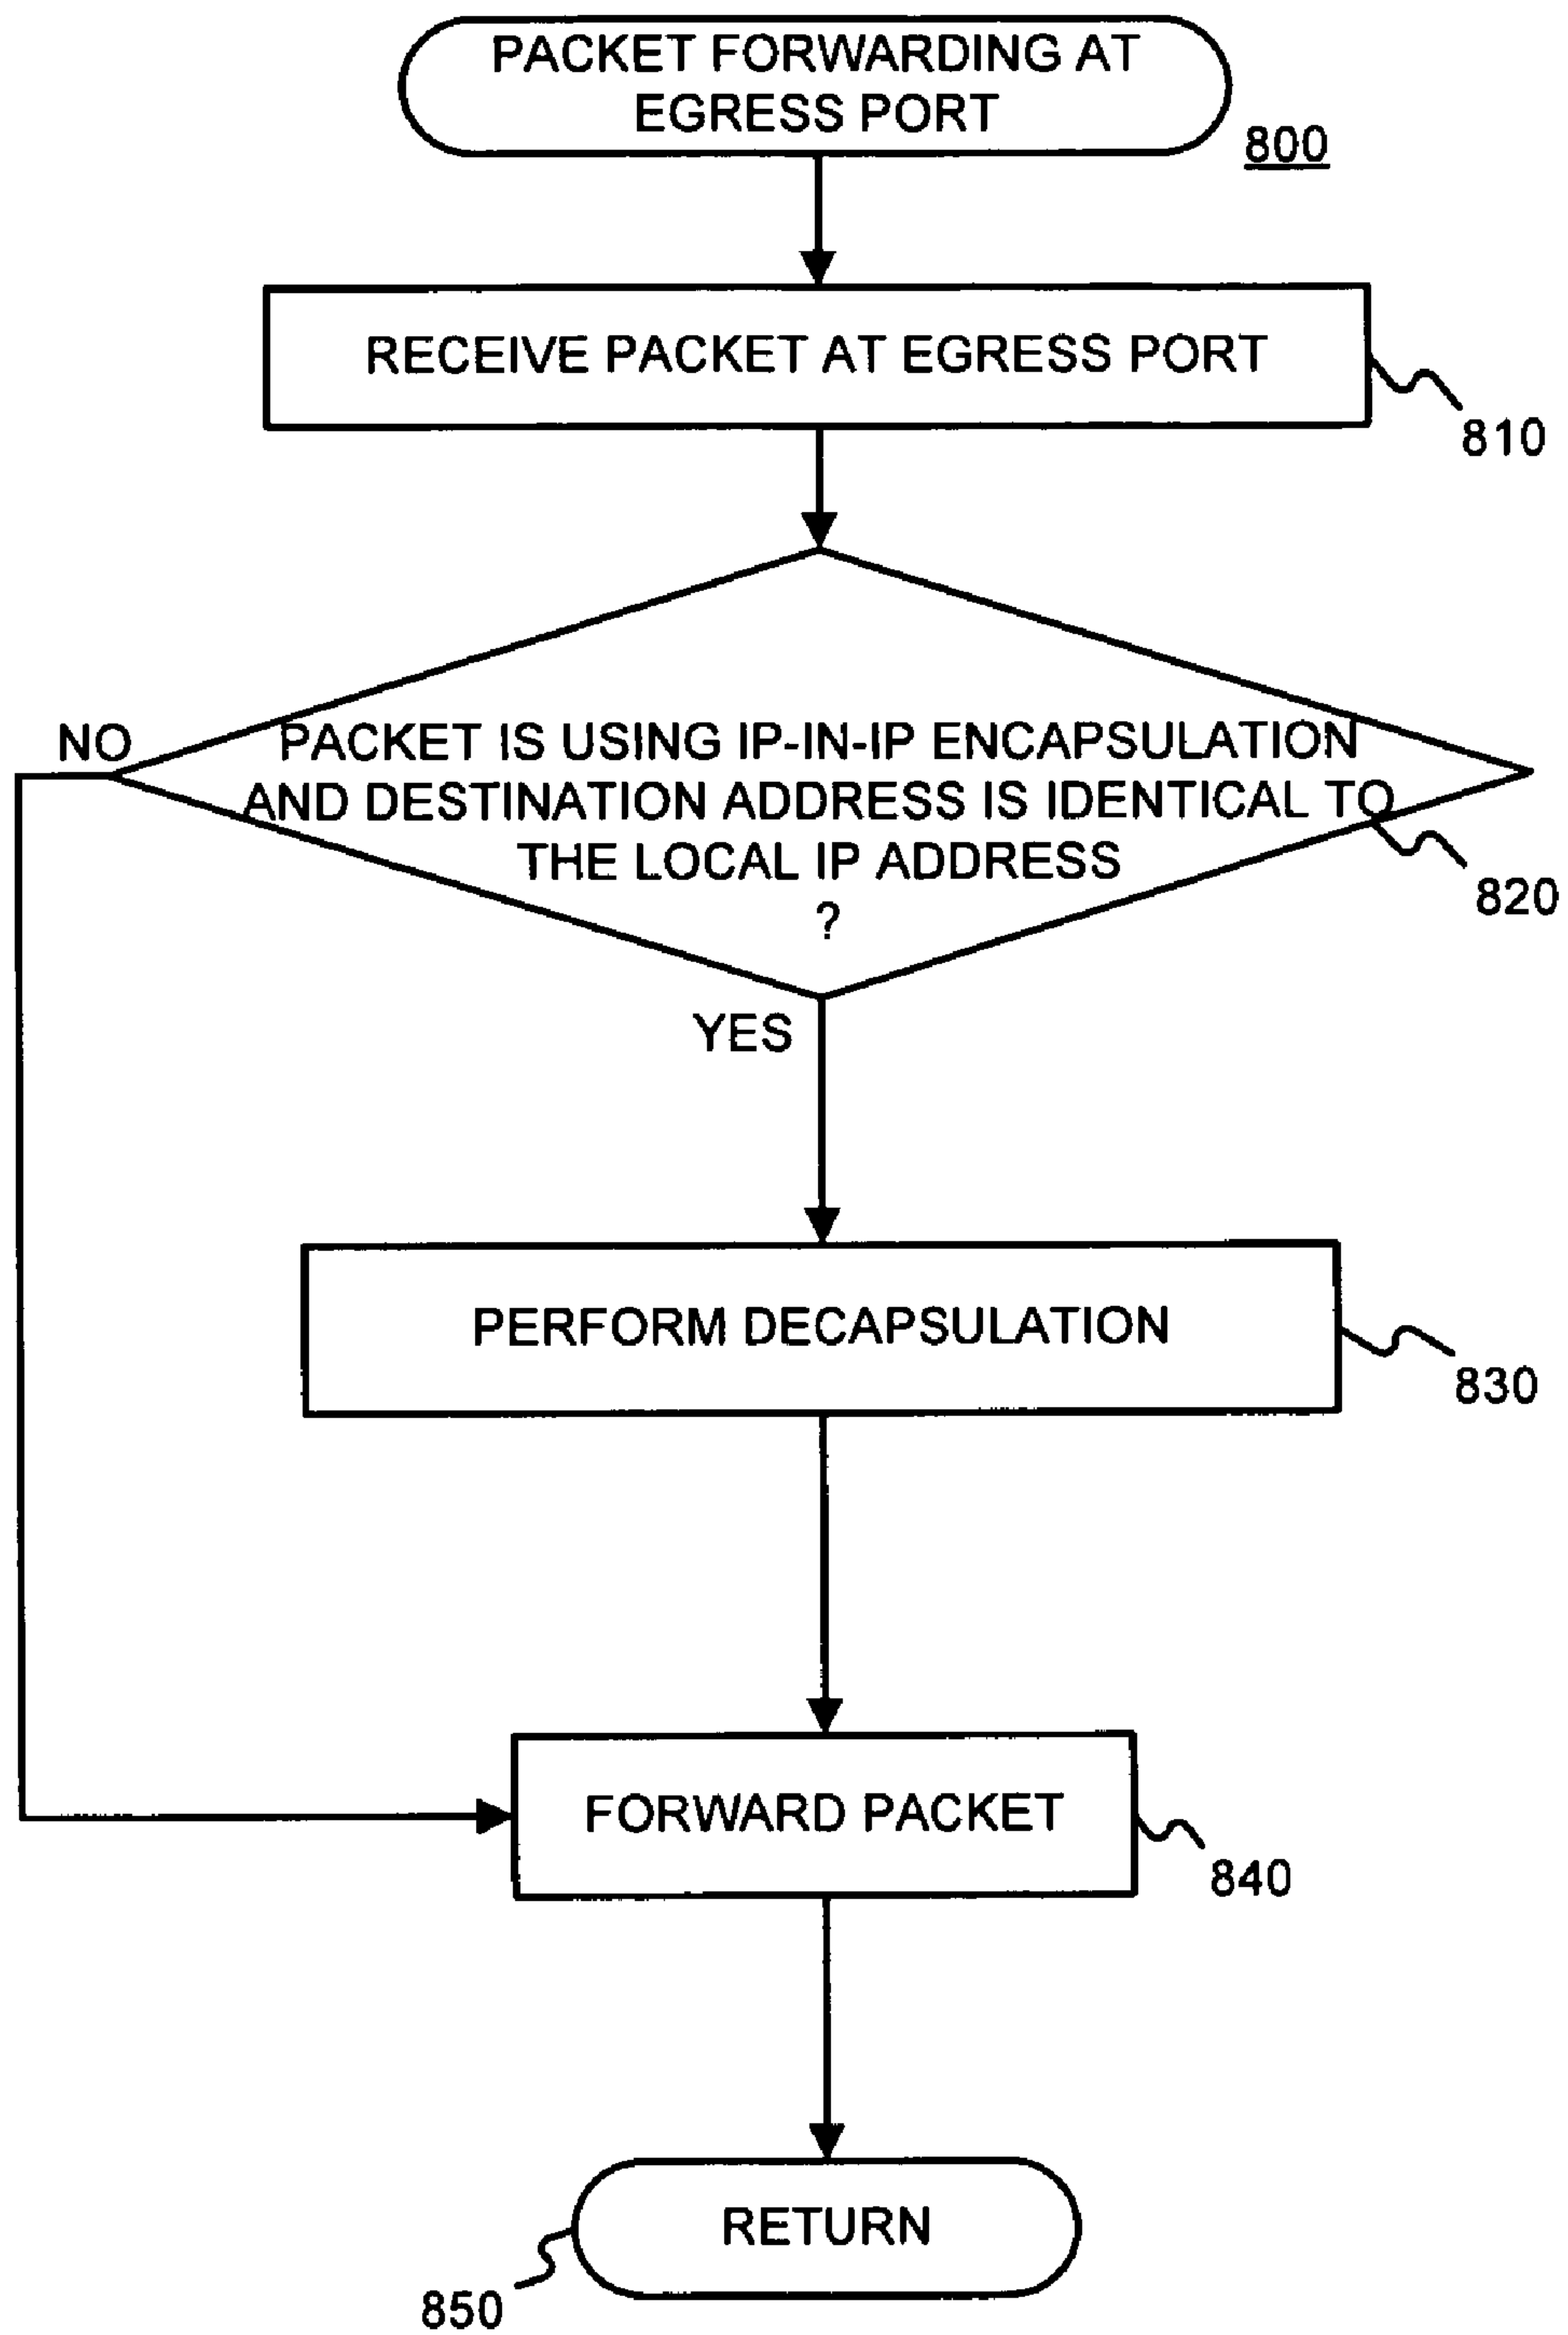 PACKET FORWARDING AT
EGRESS PORT
800
RECEIVE PACKET AT EGRESS PORT
810
NO
PACKET IS USING IP-IN-IP ENCAPSULATION
AND DESTINATION ADDRESS IS IDENTICAL TO
THE LOCAL IP ADDRESS
?
820
YES
PERFORM DECAPSULATION
830
FORWARD PACKET
840
RETURN
850